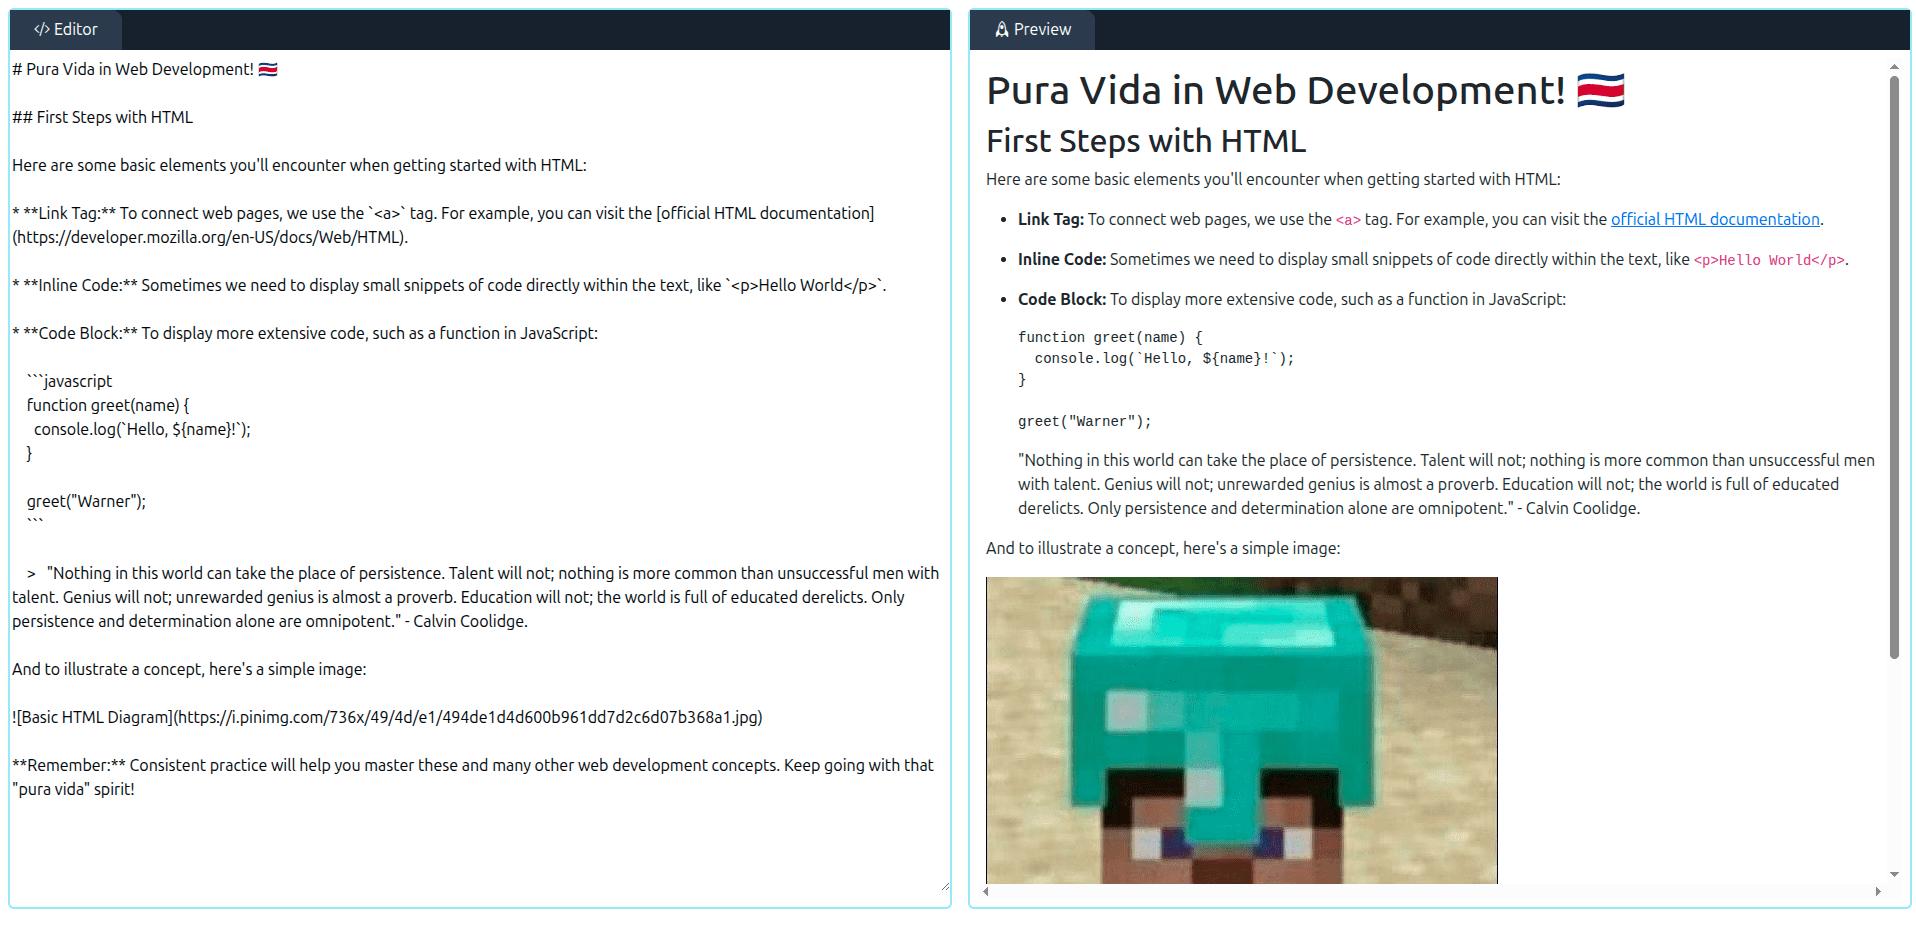 </> Editor
# Pura Vida in Web Development! 🇨🇷
## First Steps with HTML
Here are some basic elements you'll encounter when getting started with HTML:
* **Link Tag:** To connect web pages, we use the `<a>` tag. For example, you can visit the [official HTML documentation]
(https://developer.mozilla.org/en-US/docs/Web/HTML).
* **Inline Code:** Sometimes we need to display small snippets of code directly within the text, like `<p>Hello World</p>`.
* **Code Block:** To display more extensive code, such as a function in JavaScript:
```javascript
function greet(name) {
console.log(`Hello, ${name}!`);
}
greet("Warner");
```
> "Nothing in this world can take the place of persistence. Talent will not; nothing is more common than unsuccessful men with
talent. Genius will not; unrewarded genius is almost a proverb. Education will not; the world is full of educated derelicts. Only
persistence and determination alone are omnipotent." - Calvin Coolidge.
And to illustrate a concept, here's a simple image:
![Basic HTML Diagram](https://i.pinimg.com/736x/49/4d/e1/494de1d4d600b961dd7d2c6d07b368a1.jpg)
**Remember:** Consistent practice will help you master these and many other web development concepts. Keep going with that
"pura vida" spirit!
Preview
Pura Vida in Web Development! 🇨🇷
First Steps with HTML
Here are some basic elements you'll encounter when getting started with HTML:
• Link Tag: To connect web pages, we use the <a> tag. For example, you can visit the official HTML documentation.
• Inline Code: Sometimes we need to display small snippets of code directly within the text, like <p>Hello World</p>.
• Code Block: To display more extensive code, such as a function in JavaScript:
function greet(name) {
console.log(`Hello, ${name}!`);
}
greet("Warner");
"Nothing in this world can take the place of persistence. Talent will not; nothing is more common than unsuccessful men
with talent. Genius will not; unrewarded genius is almost a proverb. Education will not; the world is full of educated
derelicts. Only persistence and determination alone are omnipotent." - Calvin Coolidge.
And to illustrate a concept, here's a simple image: